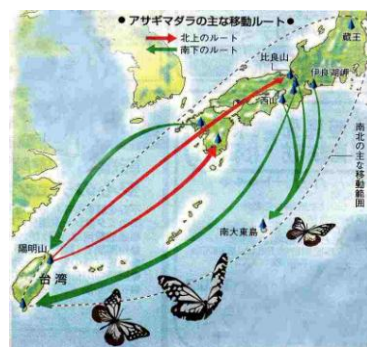 ● アサギマダラの主な移動ルート ●
北上のルート
南下のルート
蔵王
比良山
伊良湖岬
西山
南北の主な移動範囲
南大東島
陽明山
台湾